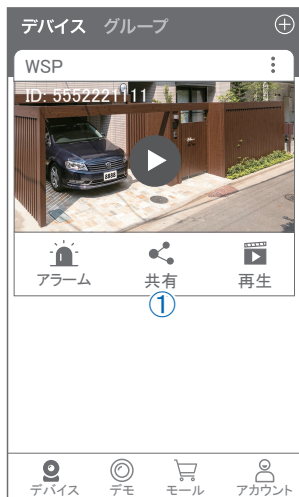 デバイス グループ
WSP
ID: 5552221111
8888
アラーム 共有 再生
①
デバイス デモ モール アカウント